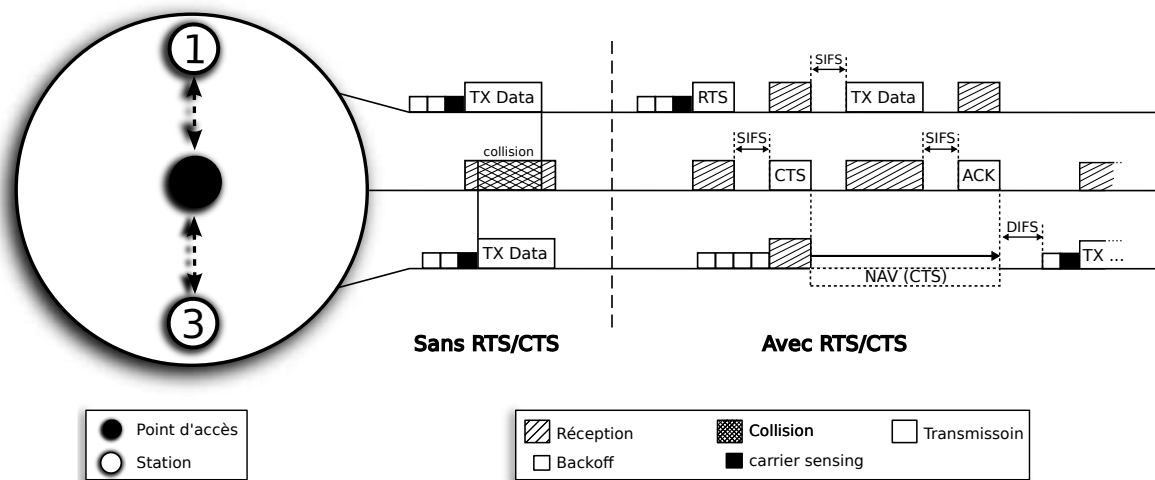 1
3
SIFS
TX Data
RTS
TX Data
collision
SIFS
SIFS
CTS
ACK
...
DIFS
TX Data
TX ...
...
NAV (CTS)
Sans RTS/CTS
Avec RTS/CTS
Point d'accès
Station
Réception
Collision
Transmissoin
Backoff
carrier sensing